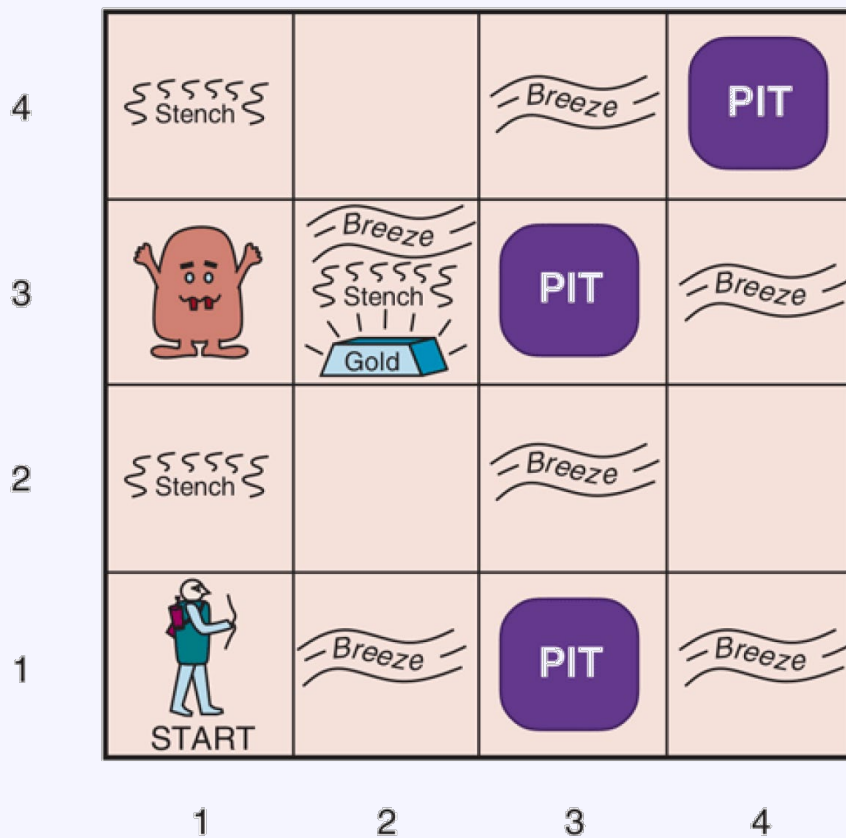 4
Stench
Breeze
PIT
3
Breeze
Stench
Gold
PIT
Breeze
2
Stench
Breeze
1
START
Breeze
PIT
Breeze
1 2 3 4